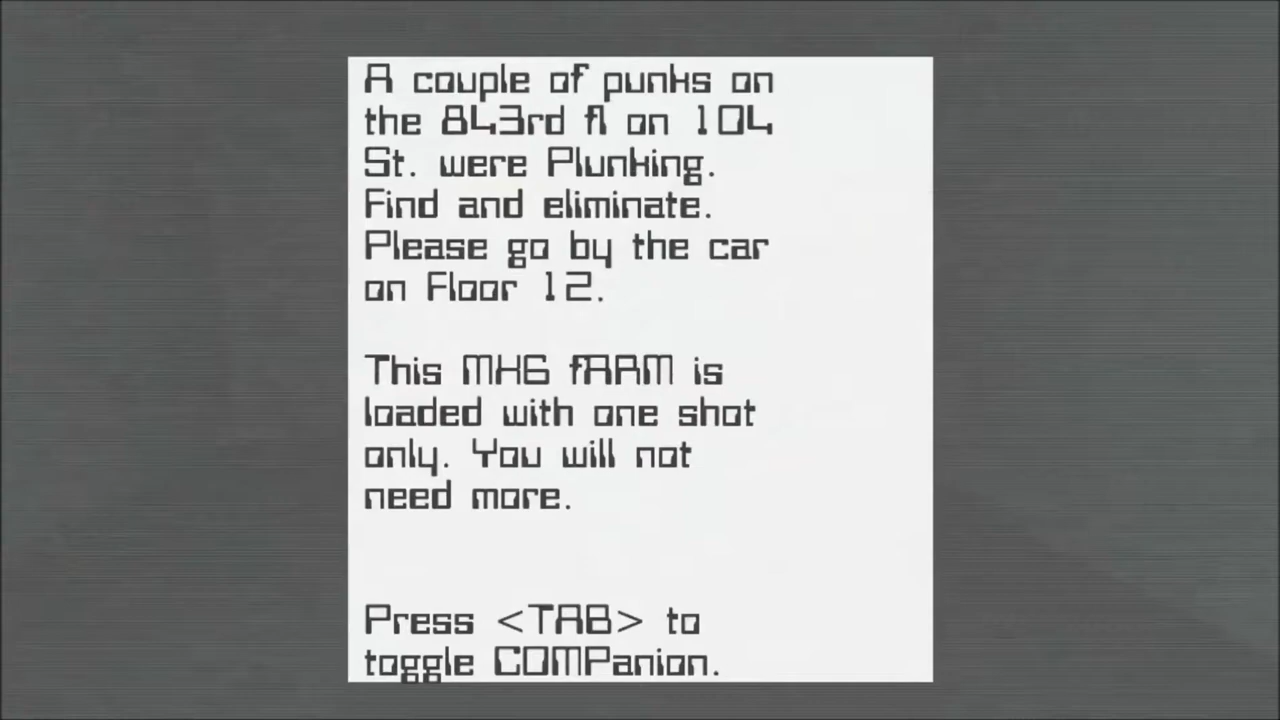 A couple of punks on
the 843rd fl on 104
St. were Plunking.
Find and eliminate.
Please go by the car
on Floor 12.
This MX6 fARM is
loaded with one shot
only. You will not
need more.
Press <TAB> to
toggle COMPanion.